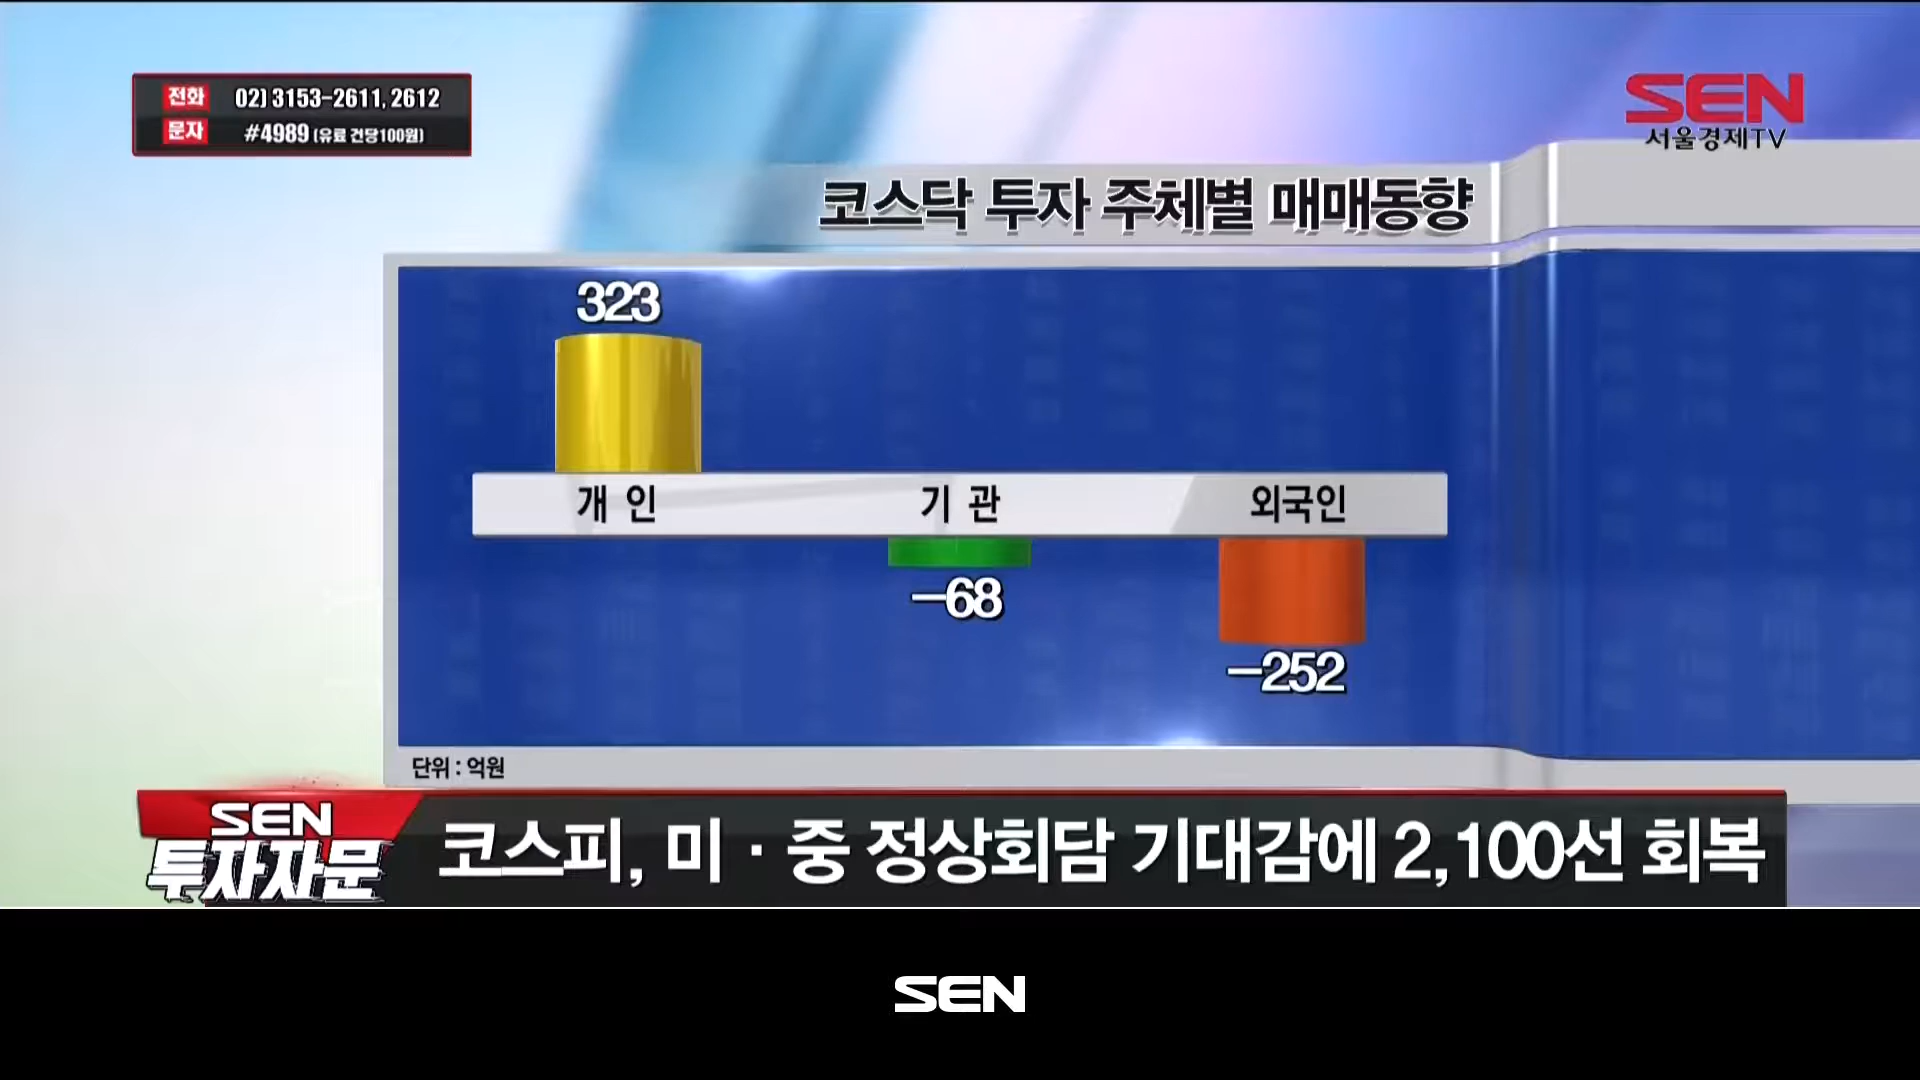 전화 02) 3153-2611, 2612
문자 #4989 (유료 건당100원)
SEN
서울경제TV
코스닥 투자 주체별 매매동향
323
개 인 기 관 외국인
-68
-252
단위 : 억원
SEN
투자자문
코스피, 미 · 중 정상회담 기대감에 2,100선 회복
SEN